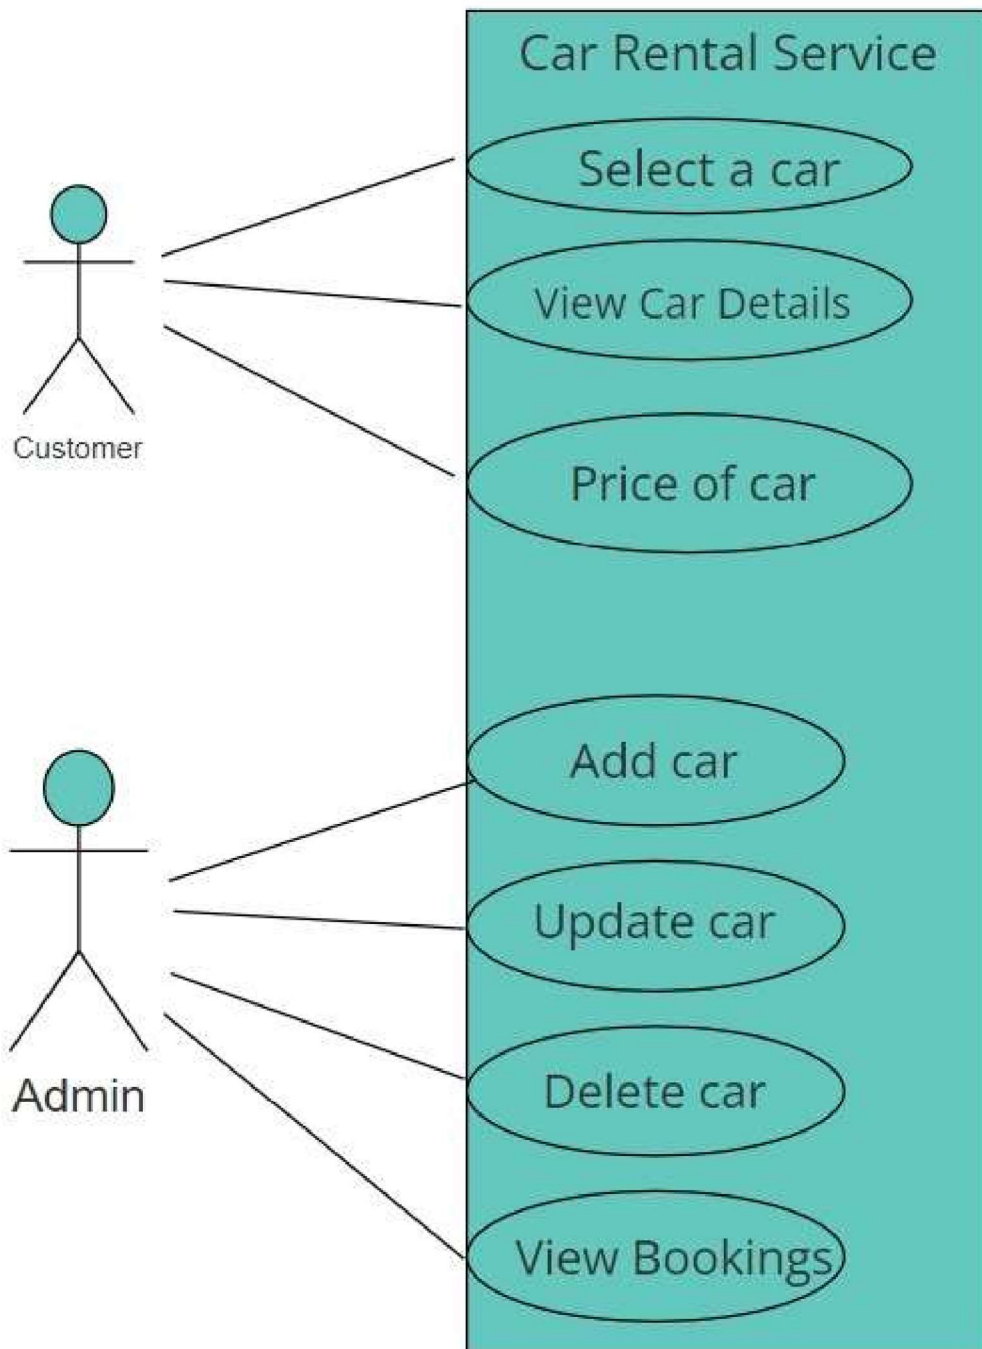 Car Rental Service
Select a car
View Car Details
Customer
Price of car
Add car
Update car
Admin
Delete car
View Bookings